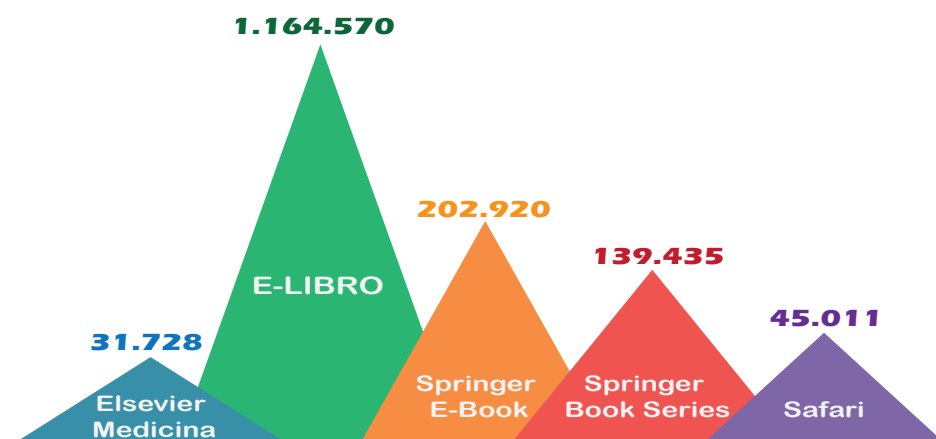 1.164.570
E-LIBRO
202.920
Springer
E-Book
139.435
Springer
Book Series
45.011
Safari
31.728
Elsevier
Medicina